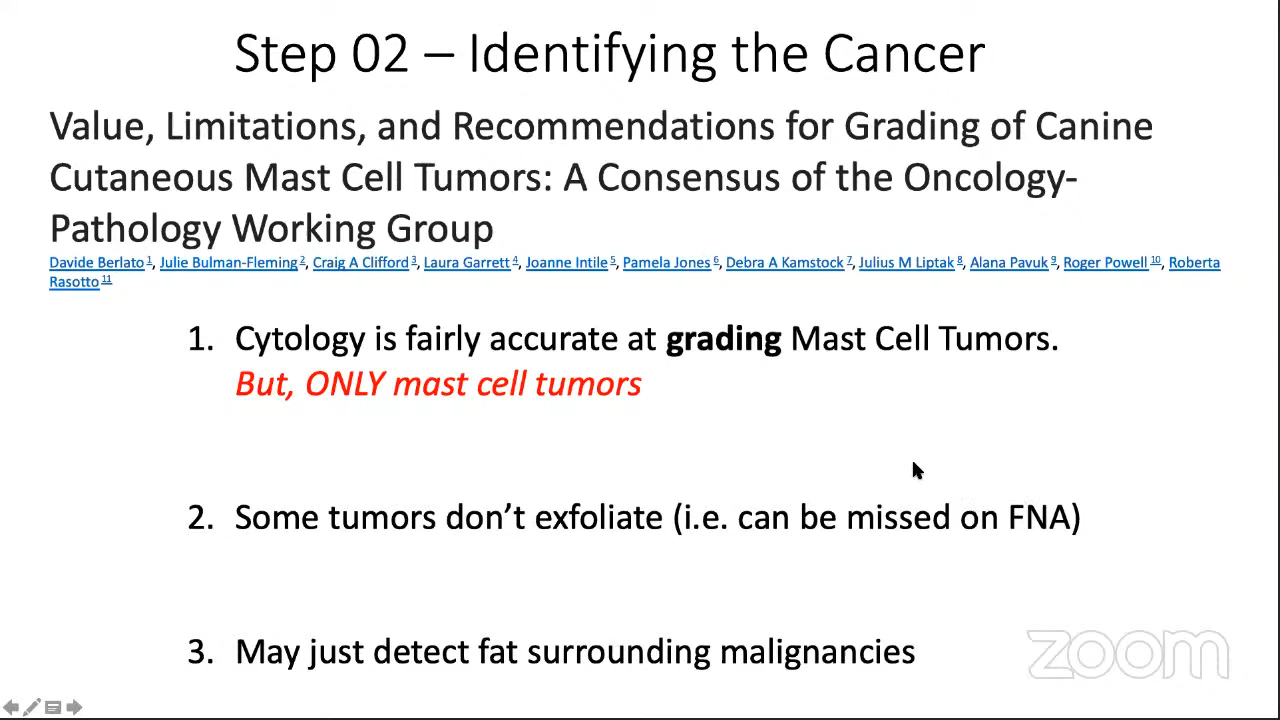 Step 02 – Identifying the Cancer
Value, Limitations, and Recommendations for Grading of Canine
Cutaneous Mast Cell Tumors: A Consensus of the Oncology-
Pathology Working Group
Davide Berlato 1, Julie Bulman-Fleming 2, Craig A Clifford 3, Laura Garrett 4, Joanne Intile 5, Pamela Jones 6, Debra A Kamstock 7, Julius M Liptak 8, Alana Pavuk 9, Roger Powell 10, Roberta
Rasotto 11
1. Cytology is fairly accurate at grading Mast Cell Tumors.
But, ONLY mast cell tumors
2. Some tumors don’t exfoliate (i.e. can be missed on FNA)
3. May just detect fat surrounding malignancies
zoom